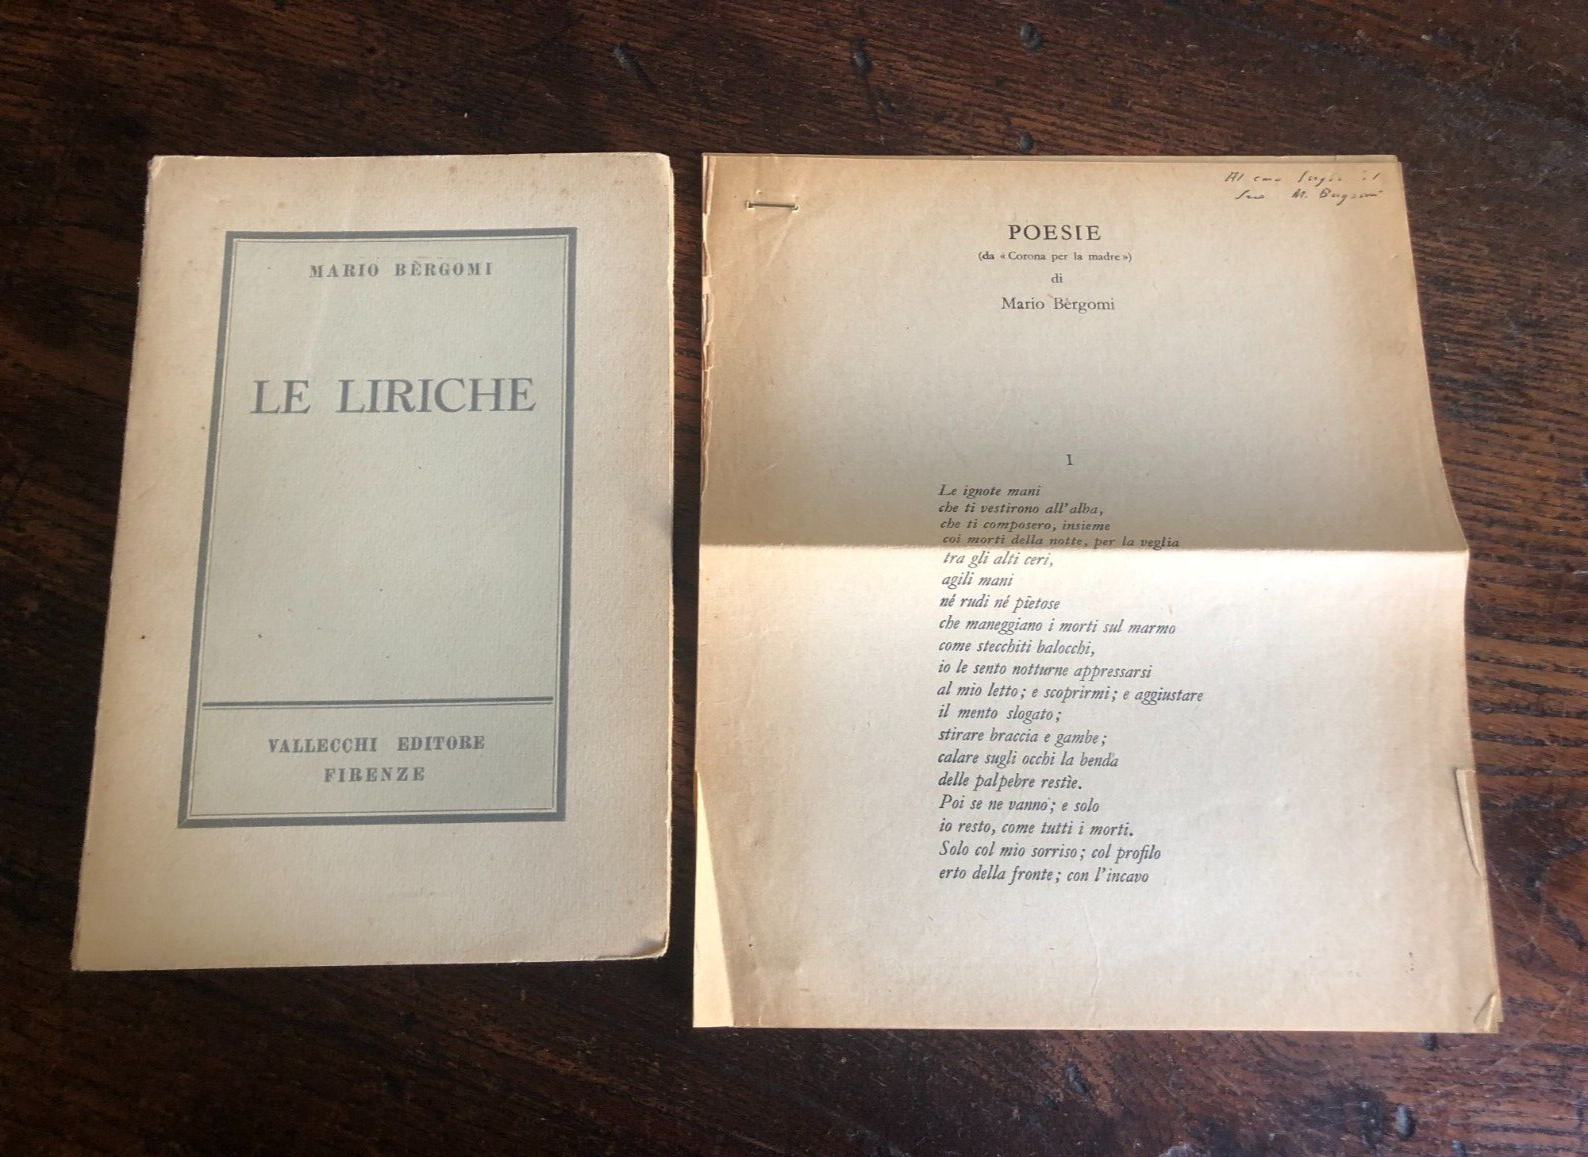 MARIO BÈRGOMI
LE LIRICHE
VALLECCHI EDITORE
FIRENZE
Al caro
M. Bèrgomi
POESIE
(da « Corona per la madre »)
di
Mario Bèrgomi
1
Le ignote mani
che ti vestirono all'alba,
che ti composero, insieme
coi morti della notte, per la veglia
tra gli alti ceri,
agili mani
né rudi né pietose
che maneggiano i morti sul marmo
come stecchiti balocchi,
io le sento notturne appressarsi
al mio letto ; e scoprirmi ; e aggiustare
il mento slogato ;
stirare braccia e gambe ;
calare sugli occhi la benda
delle palpebre restìe.
Poi se ne vanno ; e solo
io resto, come tutti i morti.
Solo col mio sorriso ; col profilo
erto della fronte ; con l'incavo